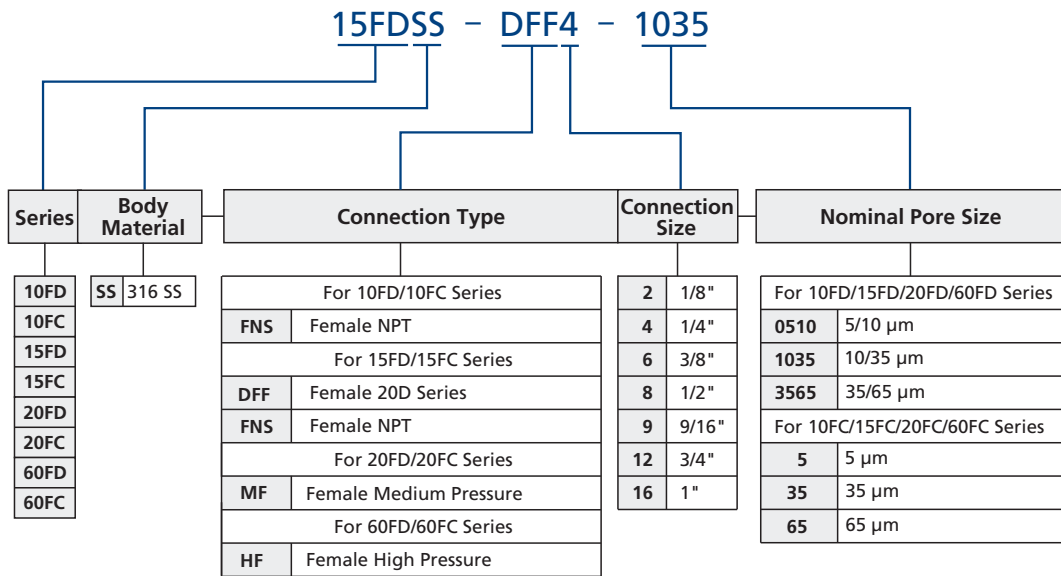 15FDSS – DFF4 – 1035
Series
Body Material
Connection Type
Connection Size
Nominal Pore Size
10FD
10FC
15FD
15FC
20FD
20FC
60FD
60FC
SS 316 SS
For 10FD/10FC Series
FNS Female NPT
For 15FD/15FC Series
DFF Female 20D Series
FNS Female NPT
For 20FD/20FC Series
MF Female Medium Pressure
For 60FD/60FC Series
HF Female High Pressure
2 1/8"
4 1/4"
6 3/8"
8 1/2"
9 9/16"
12 3/4"
16 1"
For 10FD/15FD/20FD/60FD Series
0510 5/10 µm
1035 10/35 µm
3565 35/65 µm
For 10FC/15FC/20FC/60FC Series
5 5 µm
35 35 µm
65 65 µm